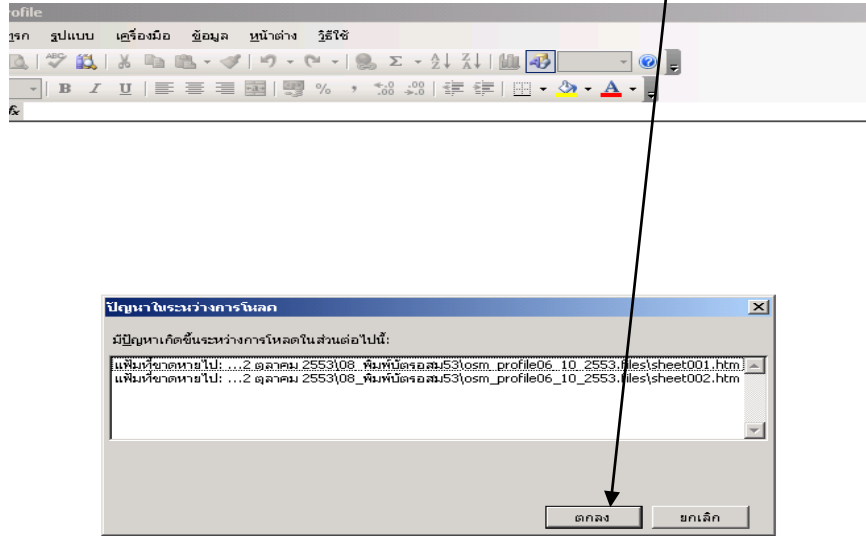 ofile
รูปแบบ เครื่องมือ ข้อมูล หน้าต่าง วิธีใช้
ABC Σ
B I U % ,
fx
ปัญหาในระหว่างการโหลด
มีปัญหาเกิดขึ้นระหว่างการโหลดในส่วนต่อไปนี้:
แฟ้มที่ขาดหายไป: ...2 ตุลาคม 2553\08_พิมพ์บัตรอสม53\osm_profile06_10_2553.files\sheet001.htm
แฟ้มที่ขาดหายไป: ...2 ตุลาคม 2553\08_พิมพ์บัตรอสม53\osm_profile06_10_2553.files\sheet002.htm
ตกลง ยกเลิก